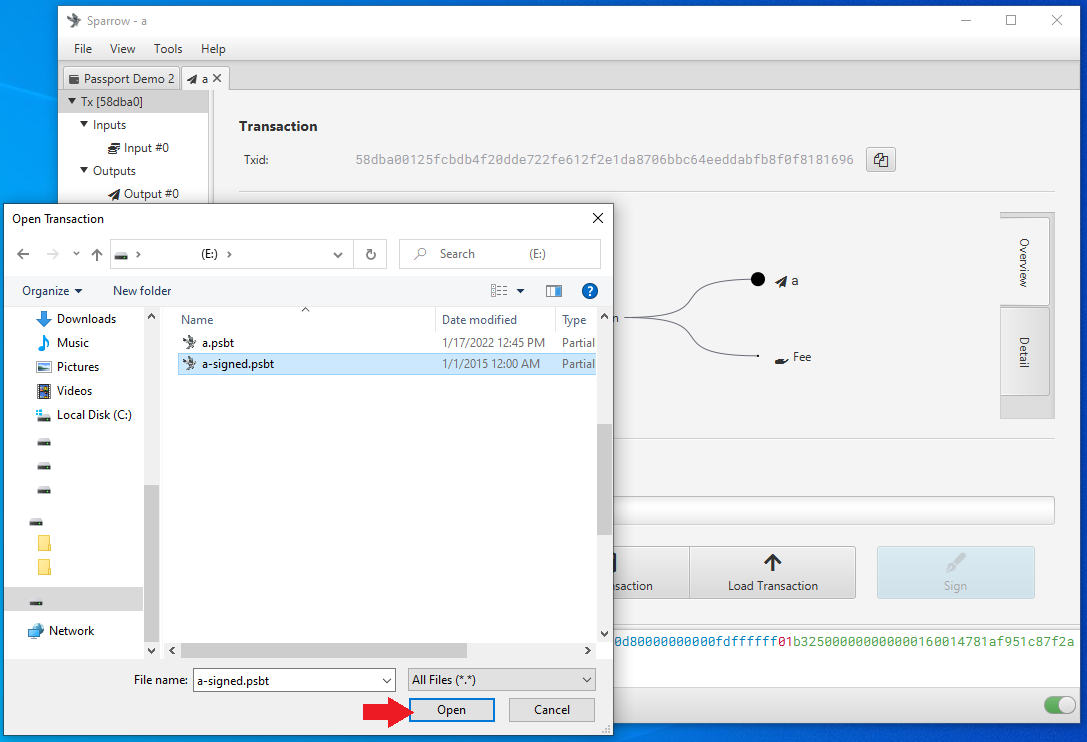 Sparrow - a
File View Tools Help
Passport Demo 2 a
Tx [58dba0]
Inputs
Input #0
Outputs
Output #0
Transaction
Txid: 58dba00125fcbdb4f20dde722fe612f2e1da8706bbc64eeddabfb8f0f8181696
Overview
Detail
a
Fee
Load Transaction
Sign
0d80000000000fdffffff01b325000000000000160014781af951c87f2a
Open Transaction
(E:)
Search (E:)
Organize New folder
Name Date modified Type
a.psbt 1/17/2022 12:45 PM Partial
a-signed.psbt 1/1/2015 12:00 AM Partial
Downloads
Music
Pictures
Videos
Local Disk (C:)
Network
File name: a-signed.psbt All Files (*.*)
Open Cancel